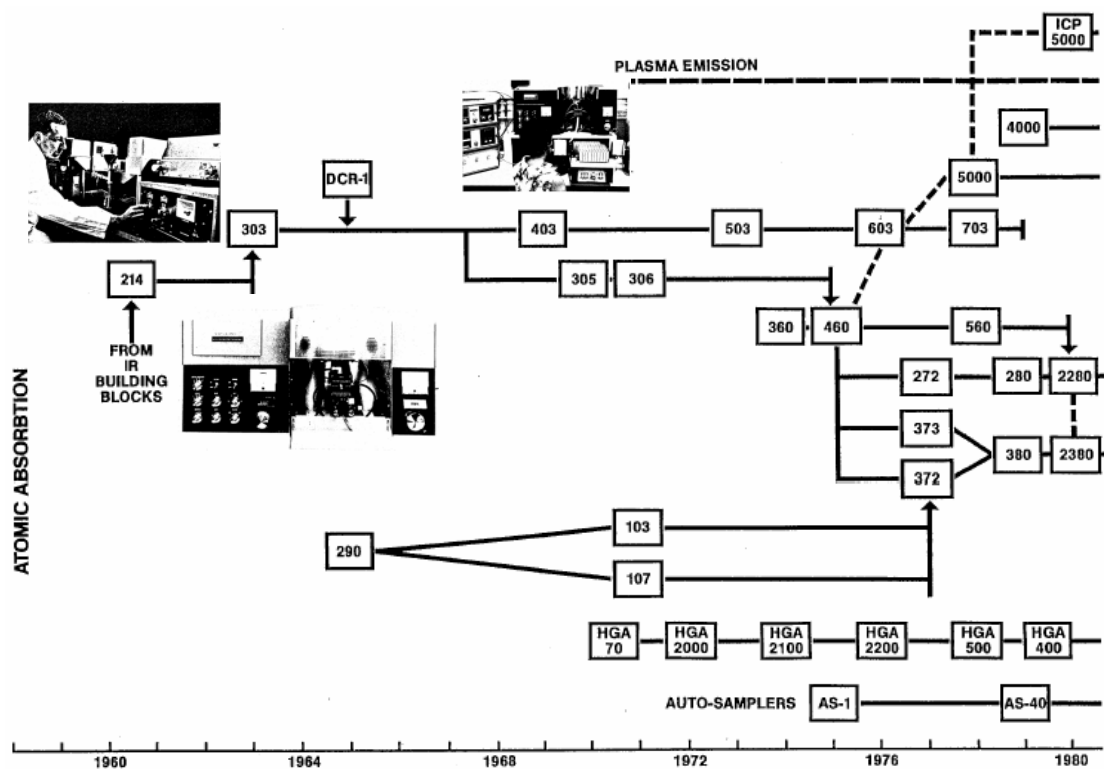 ICP
5000
PLASMA EMISSION
4000
DCR-1
5000
303
403
503
603
703
214
305
306
360
460
560
FROM
IR
BUILDING
BLOCKS
272
280
2280
373
380
2380
372
ATOMIC ABSORBTION
290
103
107
HGA
70
HGA
2000
HGA
2100
HGA
2200
HGA
500
HGA
400
AUTO-SAMPLERS
AS-1
AS-40
1960
1964
1968
1972
1976
1980